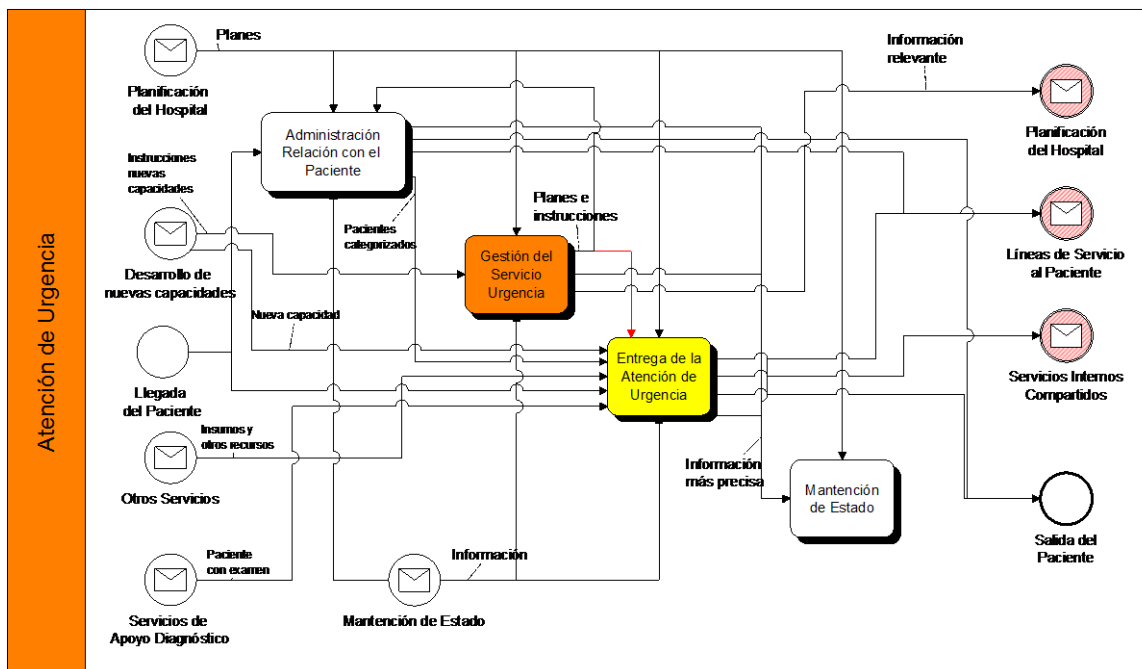 Atención de Urgencia
Planes
Planificación
del Hospital
Información
relevante
Planificación
del Hospital
Administración
Relación con el
Paciente
Instrucciones
nuevas
capacidades
Pacientes
categorizados
Planes e
instrucciones
Desarrollo de
nuevas capacidades
Gestión del
Servicio
Urgencia
Líneas de Servicio
al Paciente
Nueva capacidad
Llegada
del Paciente
Entrega de la
Atención de
Urgencia
Servicios Internos
Compartidos
Insumos y
otros recursos
Otros Servicios
Información
más precisa
Mantención
de Estado
Salida del
Paciente
Paciente
con examen
Servicios de
Apoyo Diagnóstico
Información
Mantención de Estado